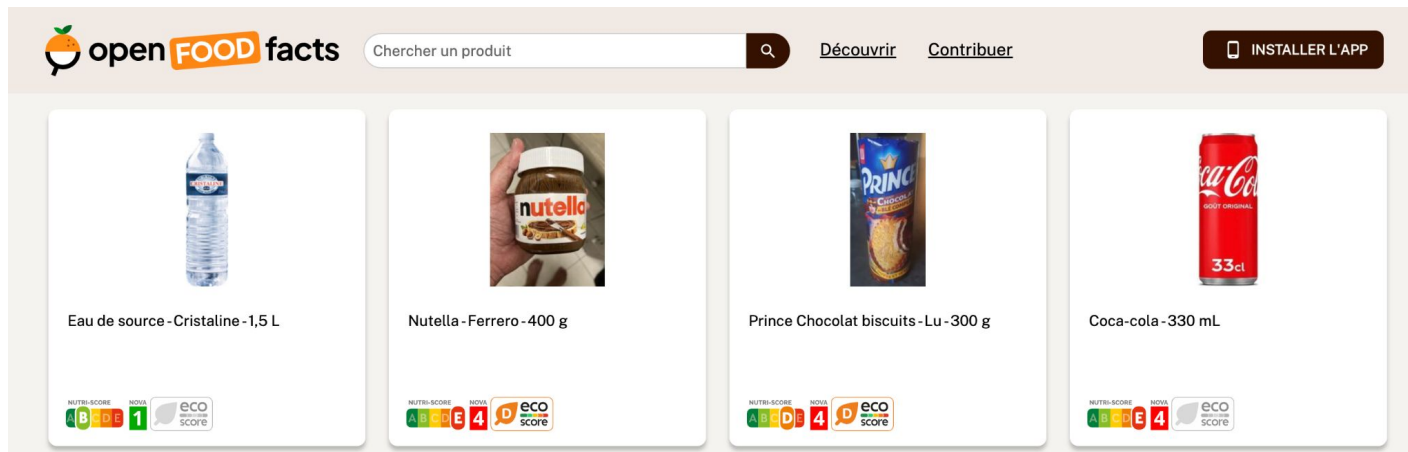 open FOOD facts
Chercher un produit
Découvrir
Contribuer
INSTALLER L'APP
CRISTALINE
Eau de source - Cristaline - 1,5 L
NUTRI-SCORE
A B C D E
NOVA
1
eco
score
nutella
Nutella - Ferrero - 400 g
NUTRI-SCORE
A B C D E
NOVA
4
D
eco
score
PRINCE
CHOCOLAT
Prince Chocolat biscuits - Lu - 300 g
NUTRI-SCORE
A B C D E
NOVA
4
D
eco
score
Coca-Cola
GOÛT ORIGINAL
33cl
Coca-cola - 330 mL
NUTRI-SCORE
A B C D E
NOVA
4
eco
score